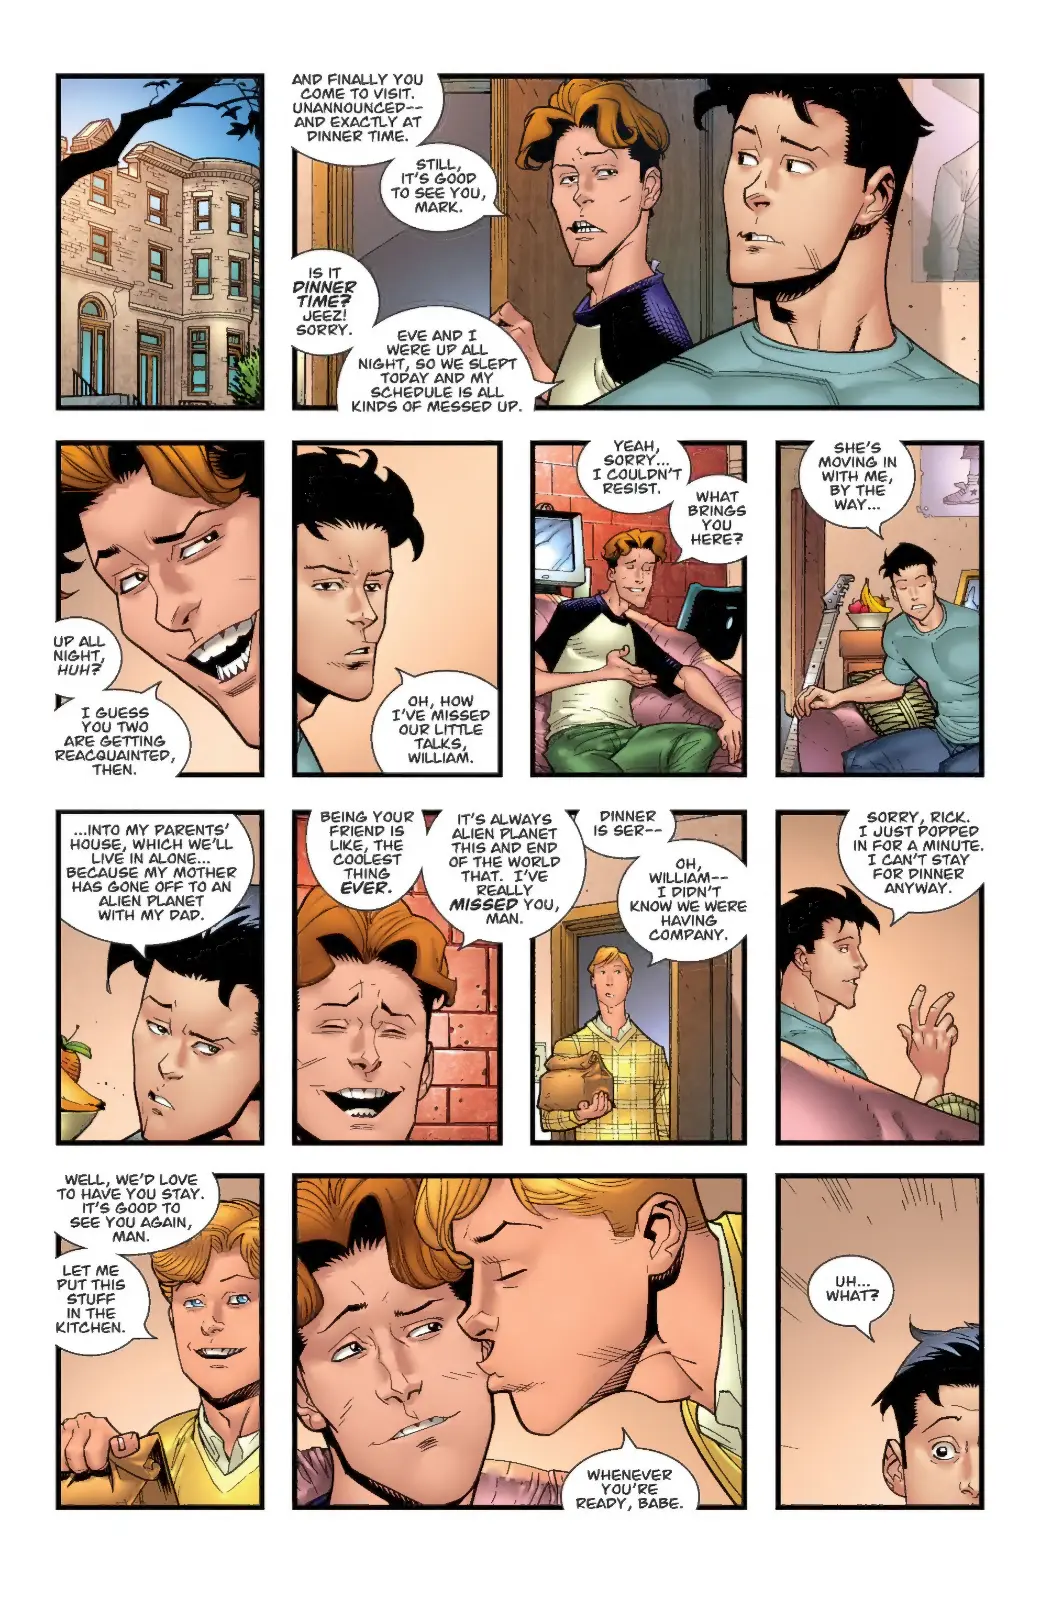 AND FINALLY YOU
COME TO VISIT.
UNANNOUNCED--
AND EXACTLY AT
DINNER TIME.
STILL,
IT'S GOOD
TO SEE YOU,
MARK.
IS IT
DINNER
TIME?
JEEZ!
SORRY.
EVE AND I
WERE UP ALL
NIGHT, SO WE SLEPT
TODAY AND MY
SCHEDULE IS ALL
KINDS OF MESSED UP.
UP ALL
NIGHT,
HUH?
I GUESS
YOU TWO
ARE GETTING
REACQUAINTED,
THEN.
OH, HOW
I'VE MISSED
OUR LITTLE
TALKS,
WILLIAM.
YEAH,
SORRY...
I COULDN'T
RESIST.
WHAT
BRINGS
YOU
HERE?
SHE'S
MOVING IN
WITH ME,
BY THE
WAY...
...INTO MY PARENTS'
HOUSE, WHICH WE'LL
LIVE IN ALONE...
BECAUSE MY MOTHER
HAS GONE OFF TO AN
ALIEN PLANET
WITH MY DAD.
BEING YOUR
FRIEND IS
LIKE, THE
COOLEST
THING
EVER.
IT'S ALWAYS
ALIEN PLANET
THIS AND END
OF THE WORLD
THAT. I'VE
REALLY
MISSED YOU,
MAN.
DINNER
IS SER--
OH,
WILLIAM--
I DIDN'T
KNOW WE WERE
HAVING
COMPANY.
SORRY, RICK.
I JUST POPPED
IN FOR A MINUTE.
I CAN'T STAY
FOR DINNER
ANYWAY.
WELL, WE'D LOVE
TO HAVE YOU STAY.
IT'S GOOD TO
SEE YOU AGAIN,
MAN.
LET ME
PUT THIS
STUFF
IN THE
KITCHEN.
WHENEVER
YOU'RE
READY, BABE.
UH...
WHAT?